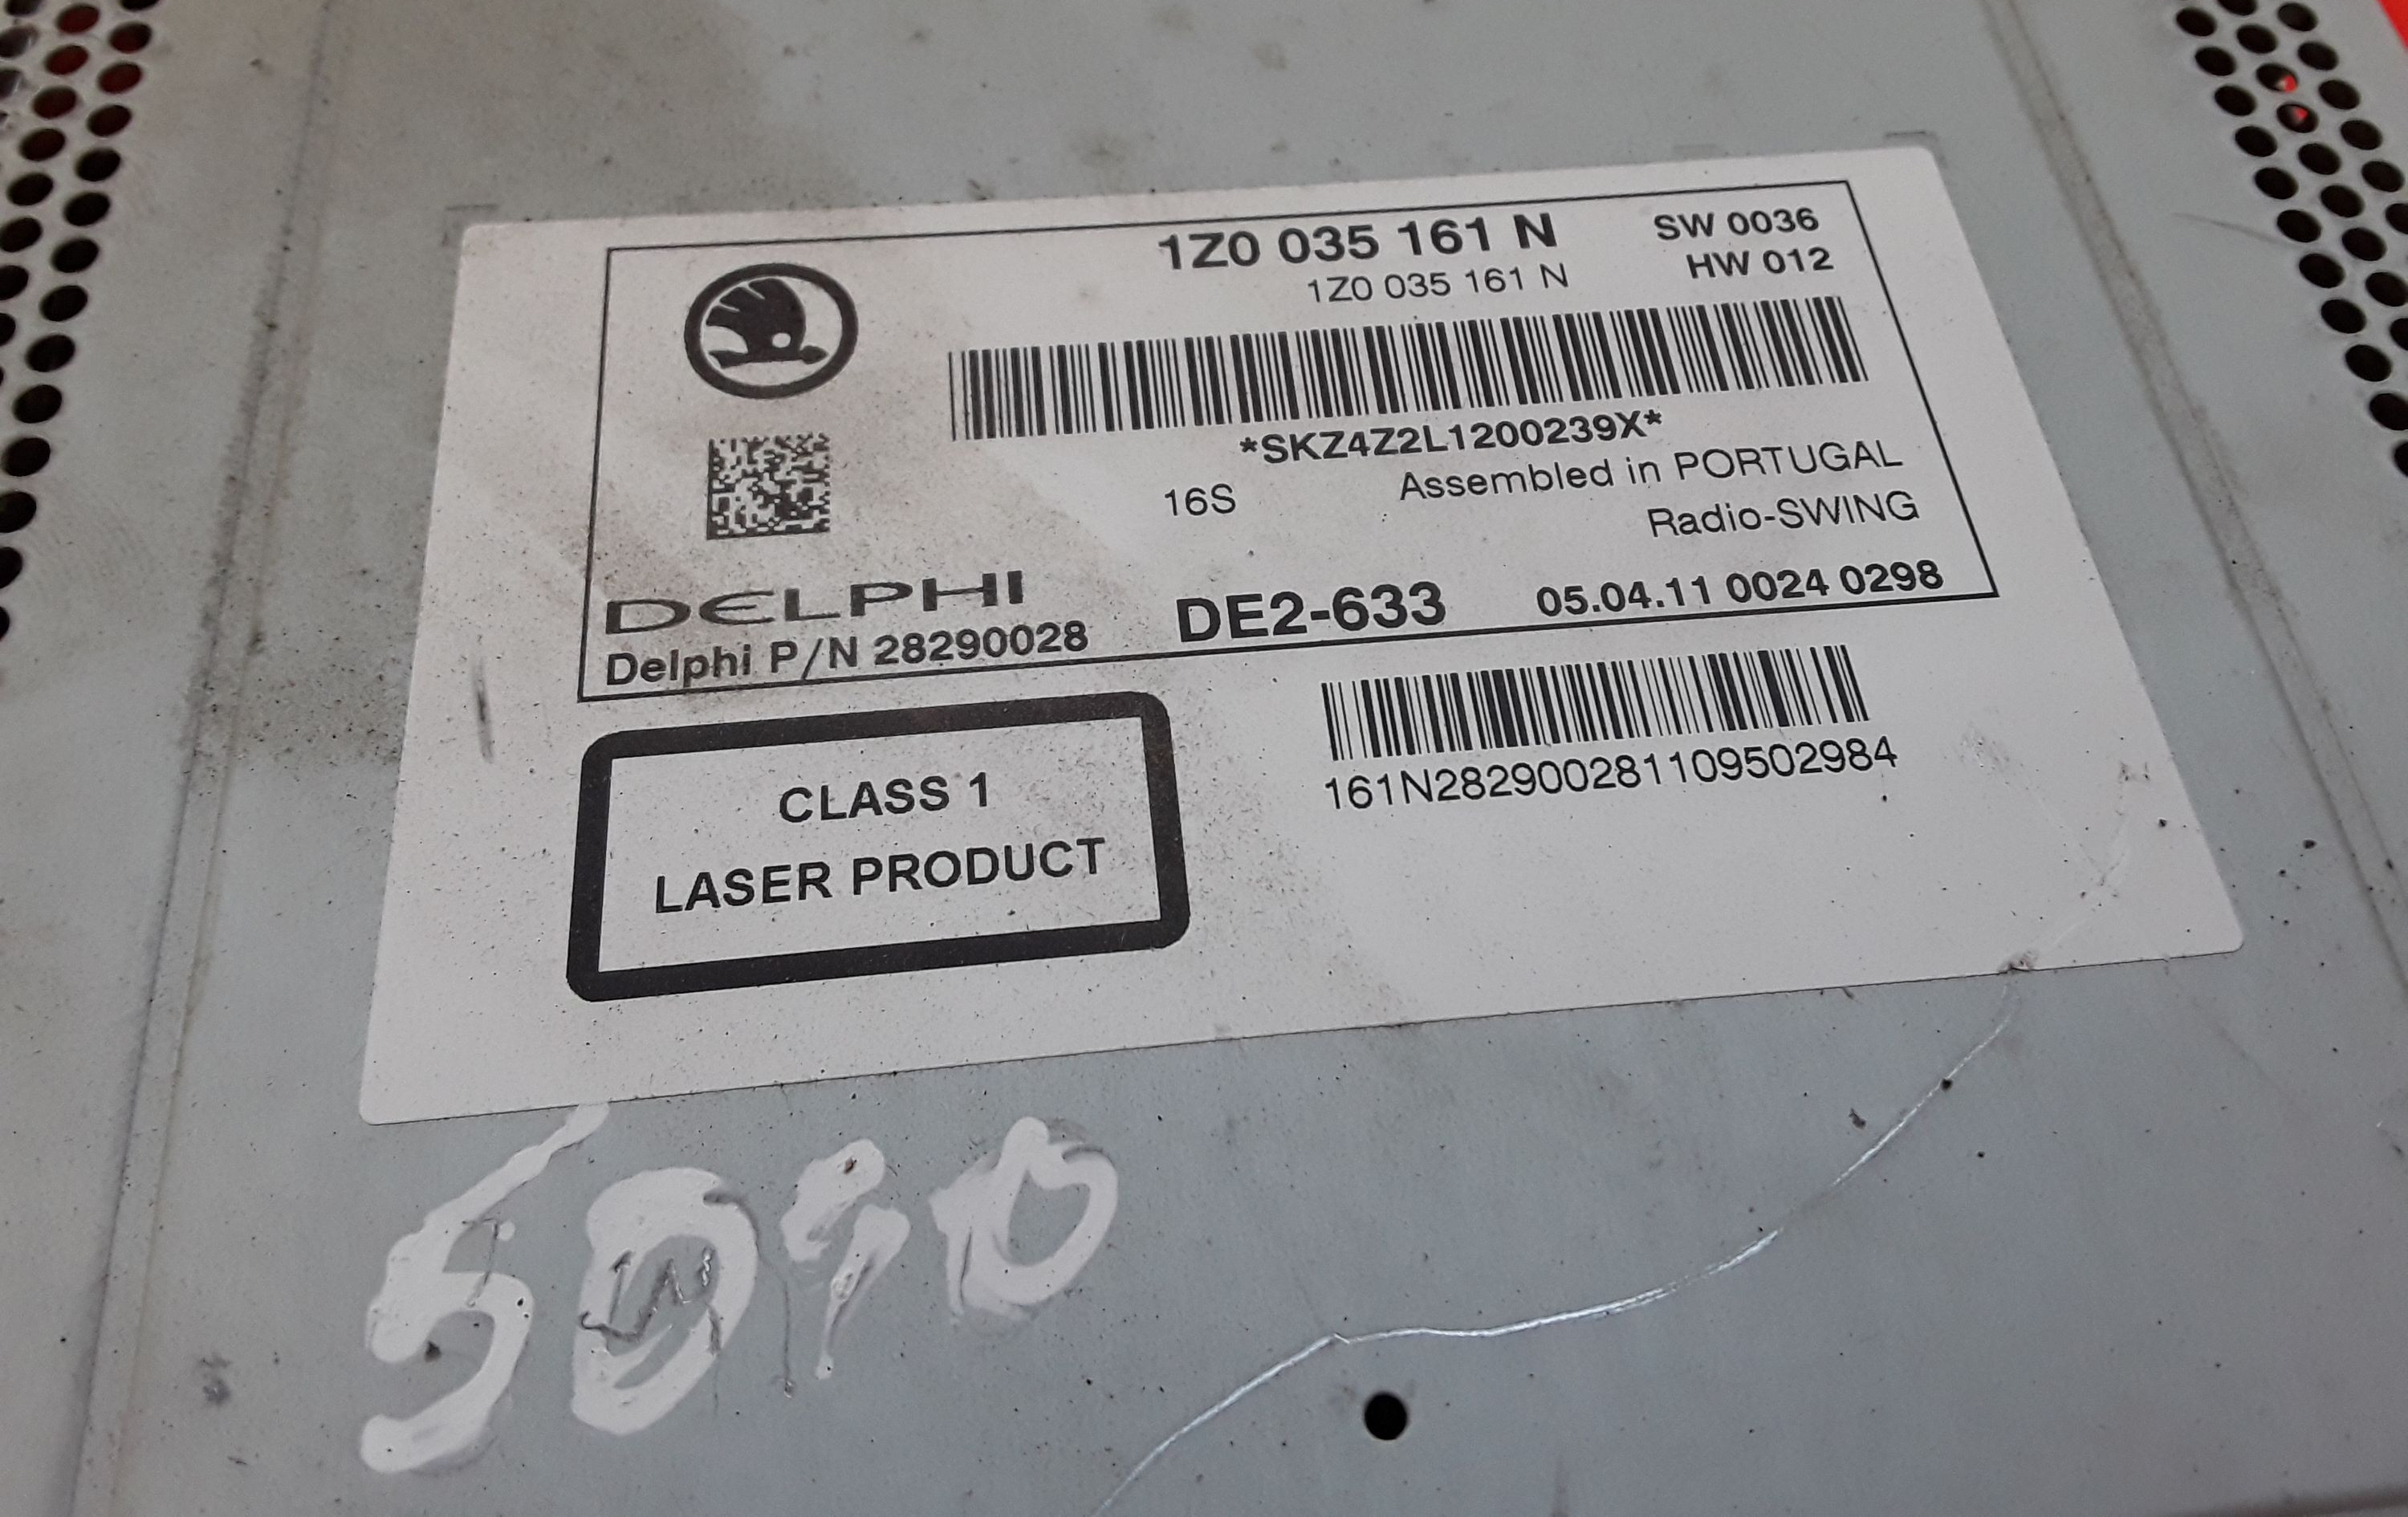 1Z0 035 161 N
SW 0036
1Z0 035 161 N
HW 012
*SKZ4Z2L1200239X*
16S
Assembled in PORTUGAL
Radio-SWING
DELPHI
Delphi P/N 28290028
DE2-633
05.04.11 0024 0298
CLASS 1
LASER PRODUCT
161N28290028110950298​4
5090